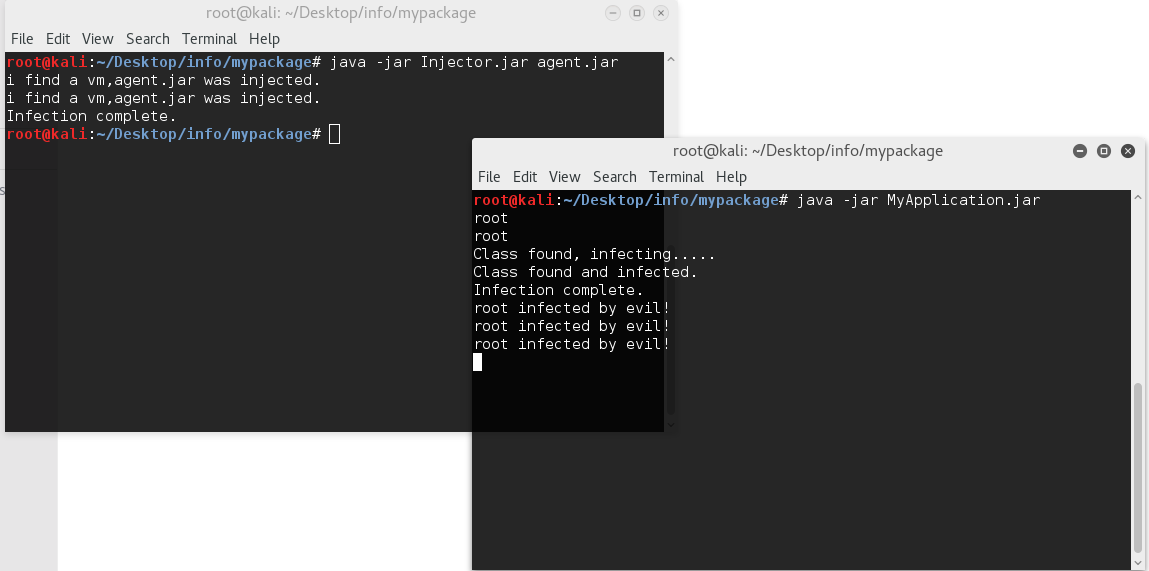 root@kali: ~/Desktop/info/mypackage
File Edit View Search Terminal Help
root@kali:~/Desktop/info/mypackage# java -jar Injector.jar agent.jar
i find a vm,agent.jar was injected.
i find a vm,agent.jar was injected.
Infection complete.
root@kali:~/Desktop/info/mypackage#
s
root@kali: ~/Desktop/info/mypackage
File Edit View Search Terminal Help
root@kali:~/Desktop/info/mypackage# java -jar MyApplication.jar
root
root
Class found, infecting.....
Class found and infected.
Infection complete.
root infected by evil!
root infected by evil!
root infected by evil!